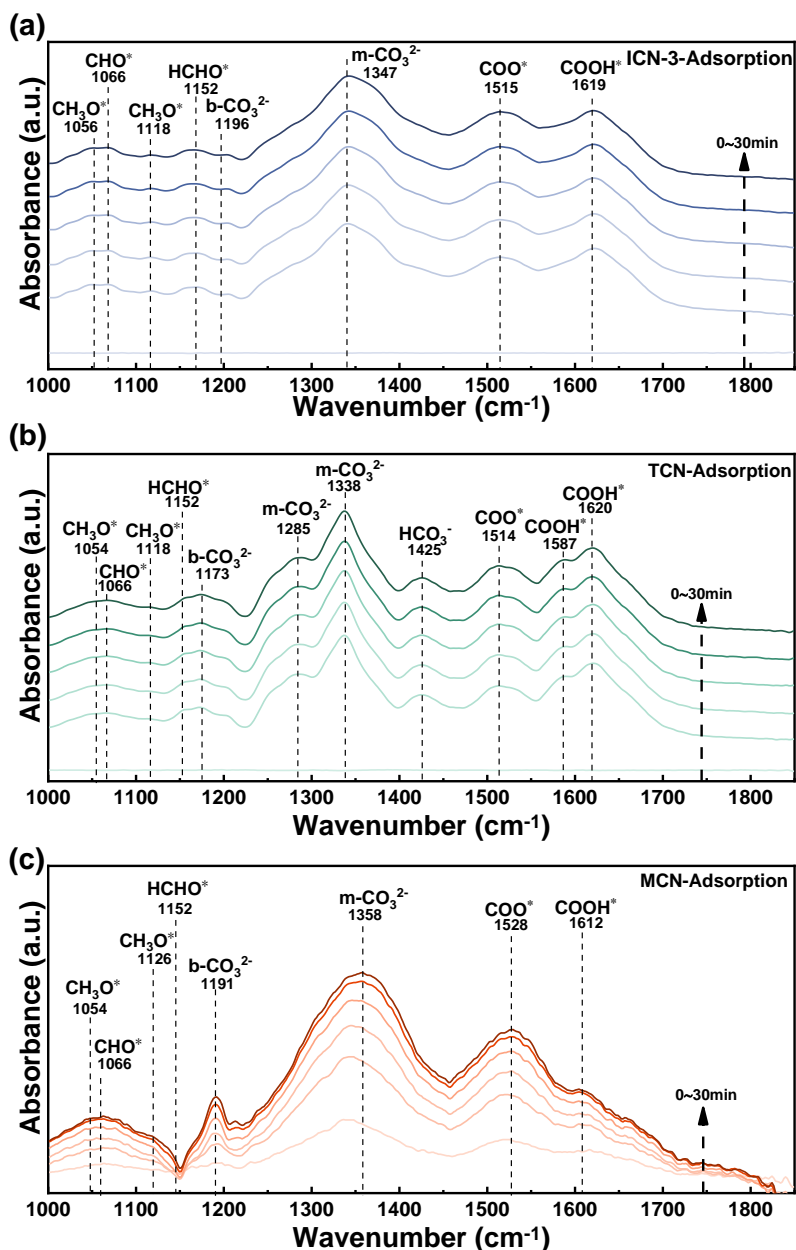 (a)
ICN-3-Adsorption
CHO*
1066
HCHO*
1152
m-CO₃²⁻
1347
COO*
1515
COOH*
1619
CH₃O*
1056
CH₃O*
1118
b-CO₃²⁻
1196
0~30min
Absorbance (a.u.)
1000 1100 1200 1300 1400 1500 1600 1700 1800
Wavenumber (cm⁻¹)
(b)
TCN-Adsorption
m-CO₃²⁻
1338
HCHO*
1152
m-CO₃²⁻
1285
COOH*
1620
CH₃O*
1054
CH₃O*
1118
HCO₃⁻
1425
COO*
1514
COOH*
1587
CHO*
1066
b-CO₃²⁻
1173
0~30min
Absorbance (a.u.)
1000 1100 1200 1300 1400 1500 1600 1700 1800
Wavenumber (cm⁻¹)
(c)
MCN-Adsorption
HCHO*
1152
m-CO₃²⁻
1358
COO*
1528
COOH*
1612
CH₃O*
1126
b-CO₃²⁻
1191
CH₃O*
1054
CHO*
1066
0~30min
Absorbance (a.u.)
1000 1100 1200 1300 1400 1500 1600 1700 1800
Wavenumber (cm⁻¹)